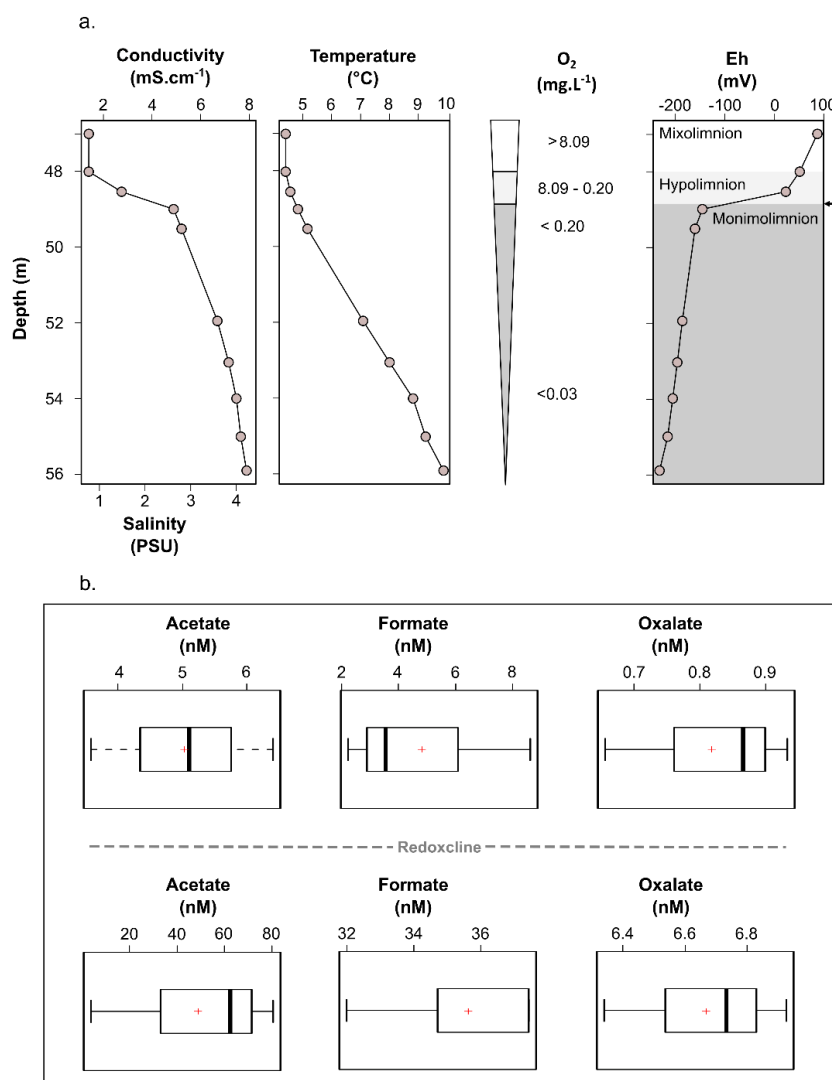 a.
Conductivity
(mS.cm⁻¹)
2 4 6 8
Temperature
(°C)
5 6 7 8 9 10
O₂
(mg.L⁻¹)
Eh
(mV)
-200 0 100
Depth (m)
48
50
52
54
56
>8.09
8.09 - 0.20
< 0.20
<0.03
Mixolimnion
Hypolimnion
Monimolimnion
1 2 3 4
Salinity
(PSU)
b.
Acetate
(nM)
4 5 6
Formate
(nM)
2 4 6 8
Oxalate
(nM)
0.7 0.8 0.9
Redoxcline
Acetate
(nM)
20 40 60 80
Formate
(nM)
32 34 36
Oxalate
(nM)
6.4 6.6 6.8